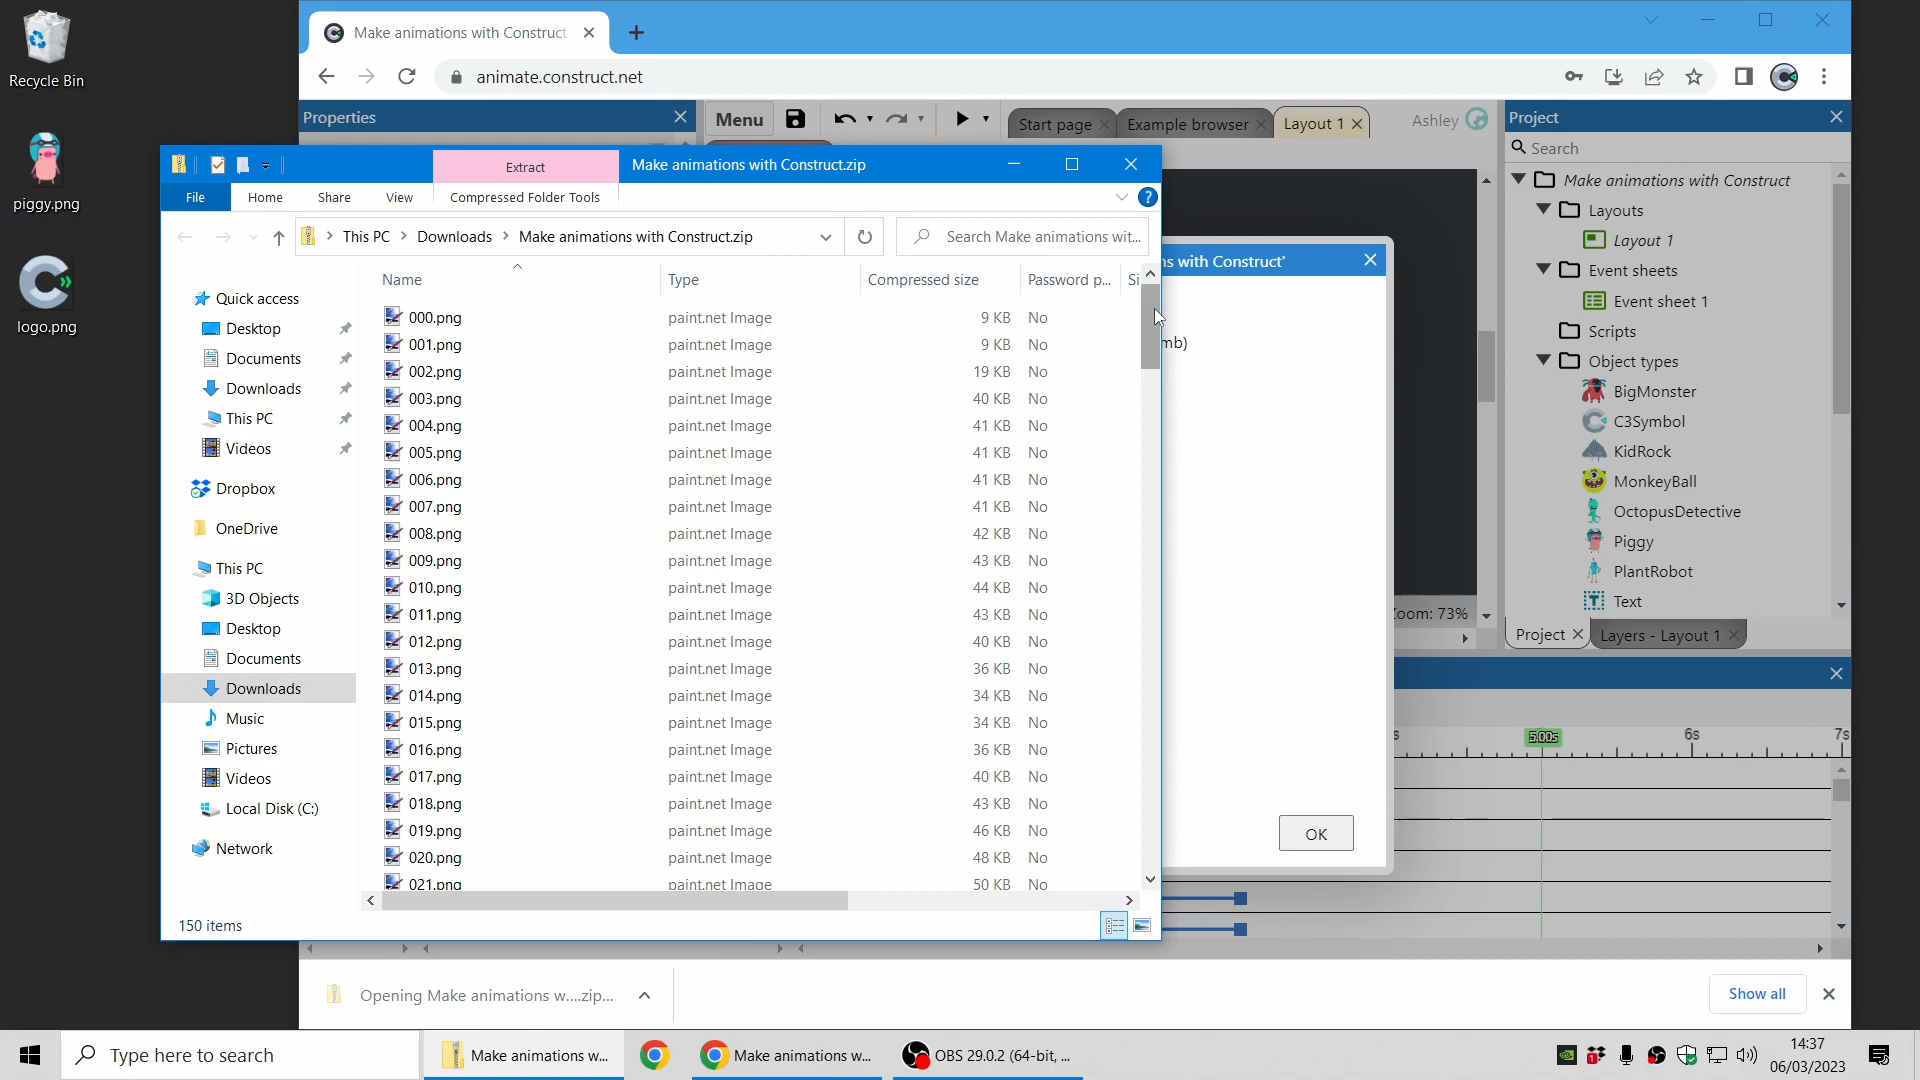 Recycle Bin
piggy.png
logo.png
Make animations with Construct
animate.construct.net
Properties
Menu
Start page
Example browser
Layout 1
Ashley
Project
Search
Make animations with Construct
Layouts
Layout 1
Event sheets
Event sheet 1
Scripts
Object types
BigMonster
C3Symbol
KidRock
MonkeyBall
OctopusDetective
Piggy
PlantRobot
Text
Project
Layers - Layout 1
Zoom: 73%
5.00s
6s
7s
ns with Construct'
mb)
OK
Extract
Make animations with Construct.zip
File
Home
Share
View
Compressed Folder Tools
This PC
Downloads
Make animations with Construct.zip
Search Make animations wit...
Quick access
Desktop
Documents
Downloads
This PC
Videos
Dropbox
OneDrive
This PC
3D Objects
Desktop
Documents
Downloads
Music
Pictures
Videos
Local Disk (C:)
Network
Name Type Compressed size Password p... Si
000.png paint.net Image 9 KB No
001.png paint.net Image 9 KB No
002.png paint.net Image 19 KB No
003.png paint.net Image 40 KB No
004.png paint.net Image 41 KB No
005.png paint.net Image 41 KB No
006.png paint.net Image 41 KB No
007.png paint.net Image 41 KB No
008.png paint.net Image 42 KB No
009.png paint.net Image 43 KB No
010.png paint.net Image 44 KB No
011.png paint.net Image 43 KB No
012.png paint.net Image 40 KB No
013.png paint.net Image 36 KB No
014.png paint.net Image 34 KB No
015.png paint.net Image 34 KB No
016.png paint.net Image 36 KB No
017.png paint.net Image 40 KB No
018.png paint.net Image 43 KB No
019.png paint.net Image 46 KB No
020.png paint.net Image 48 KB No
021.png paint.net Image 50 KB No
150 items
Opening Make animations w....zip...
Show all
Type here to search
Make animations w...
Make animations w...
OBS 29.0.2 (64-bit, ...
14:37
06/03/2023